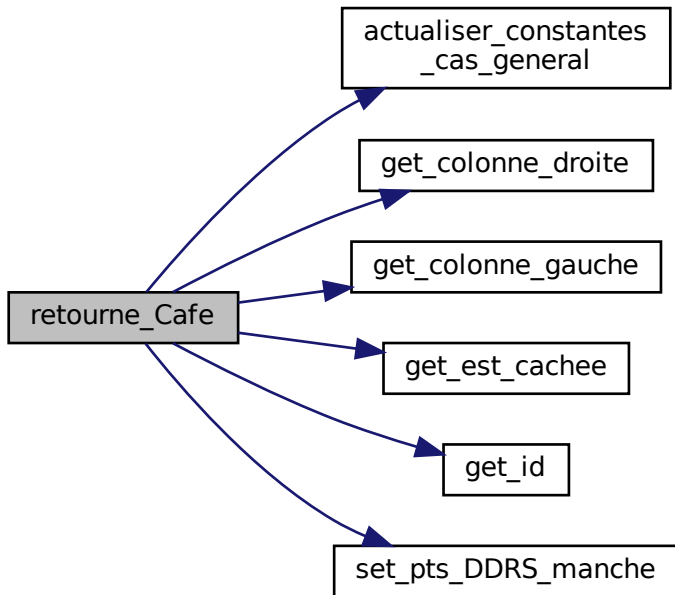 actualiser_constantes
_cas_general
get_colonne_droite
get_colonne_gauche
retourne_Cafe
get_est_cachee
get_id
set_pts_DDRS_manche